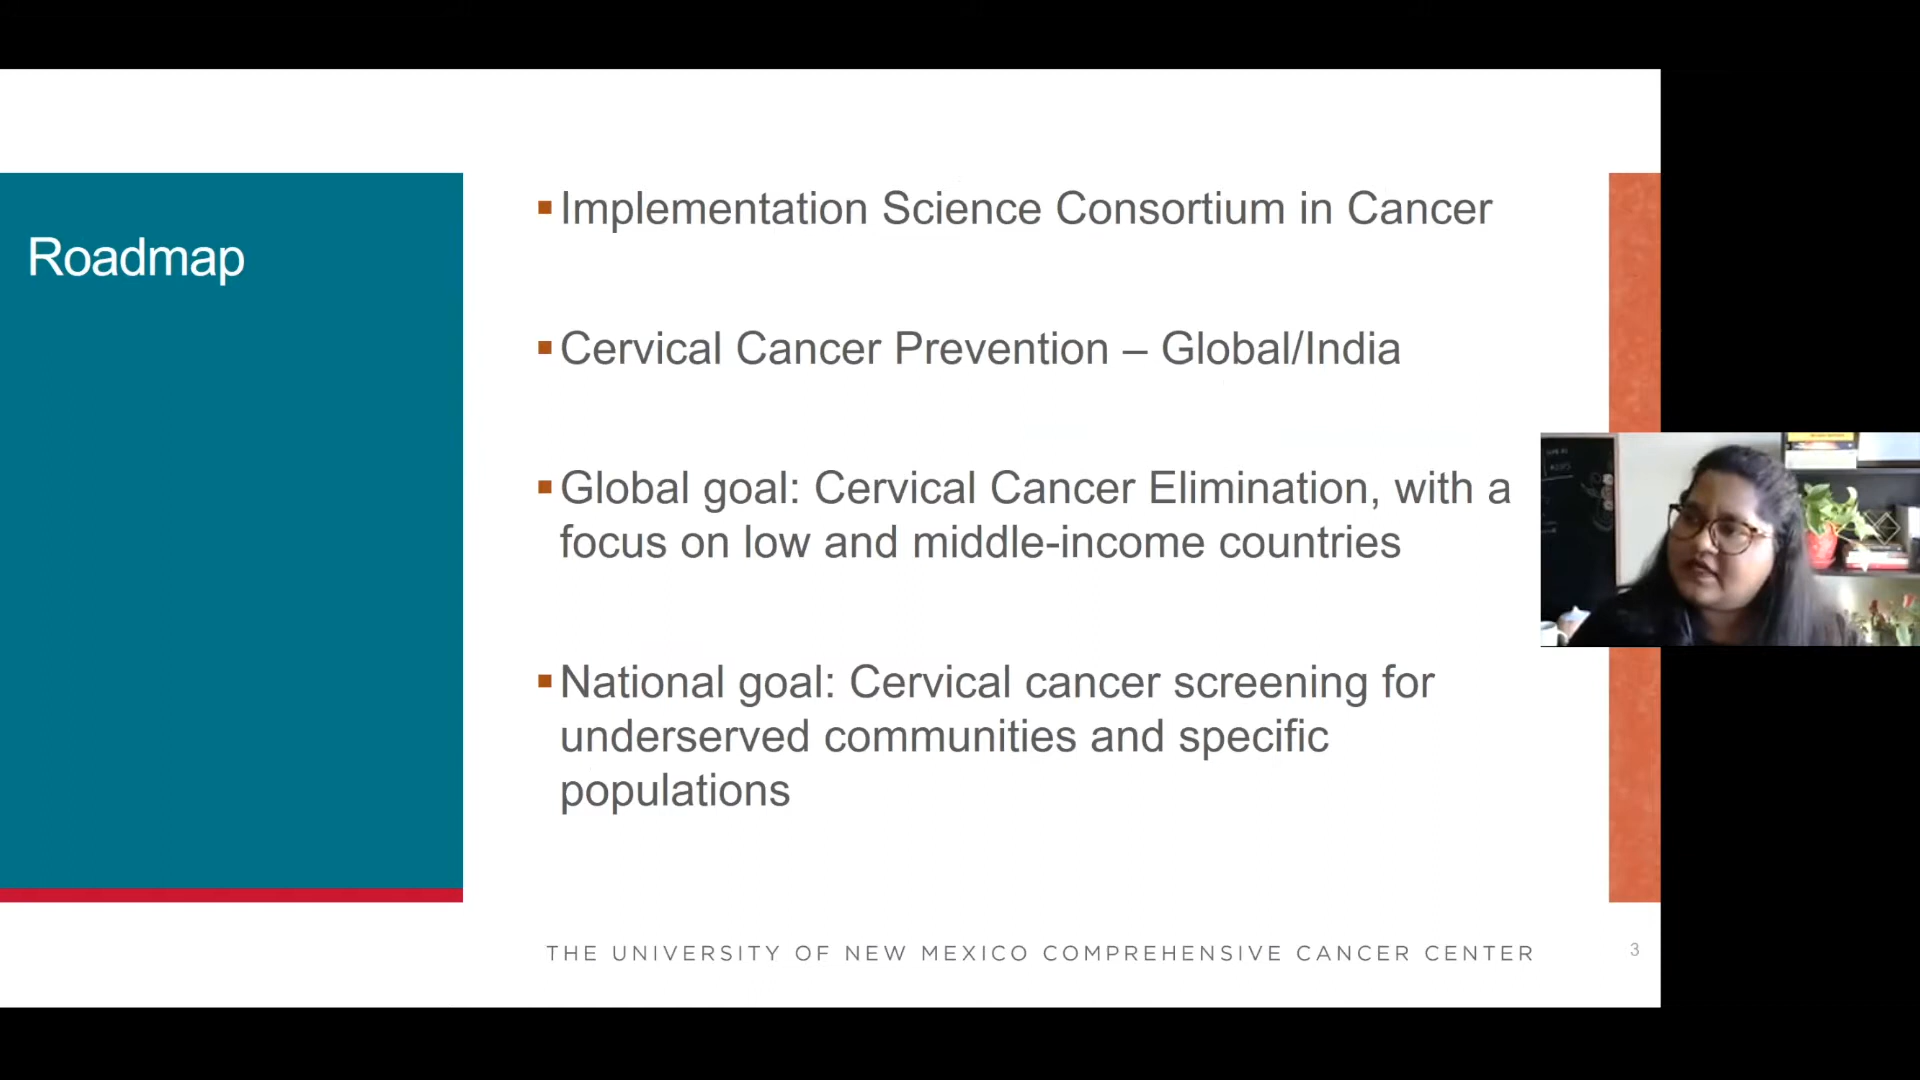 Roadmap
▪Implementation Science Consortium in Cancer
▪Cervical Cancer Prevention – Global/India
▪Global goal: Cervical Cancer Elimination, with a
focus on low and middle-income countries
▪National goal: Cervical cancer screening for
underserved communities and specific
populations
THE UNIVERSITY OF NEW MEXICO COMPREHENSIVE CANCER CENTER
3